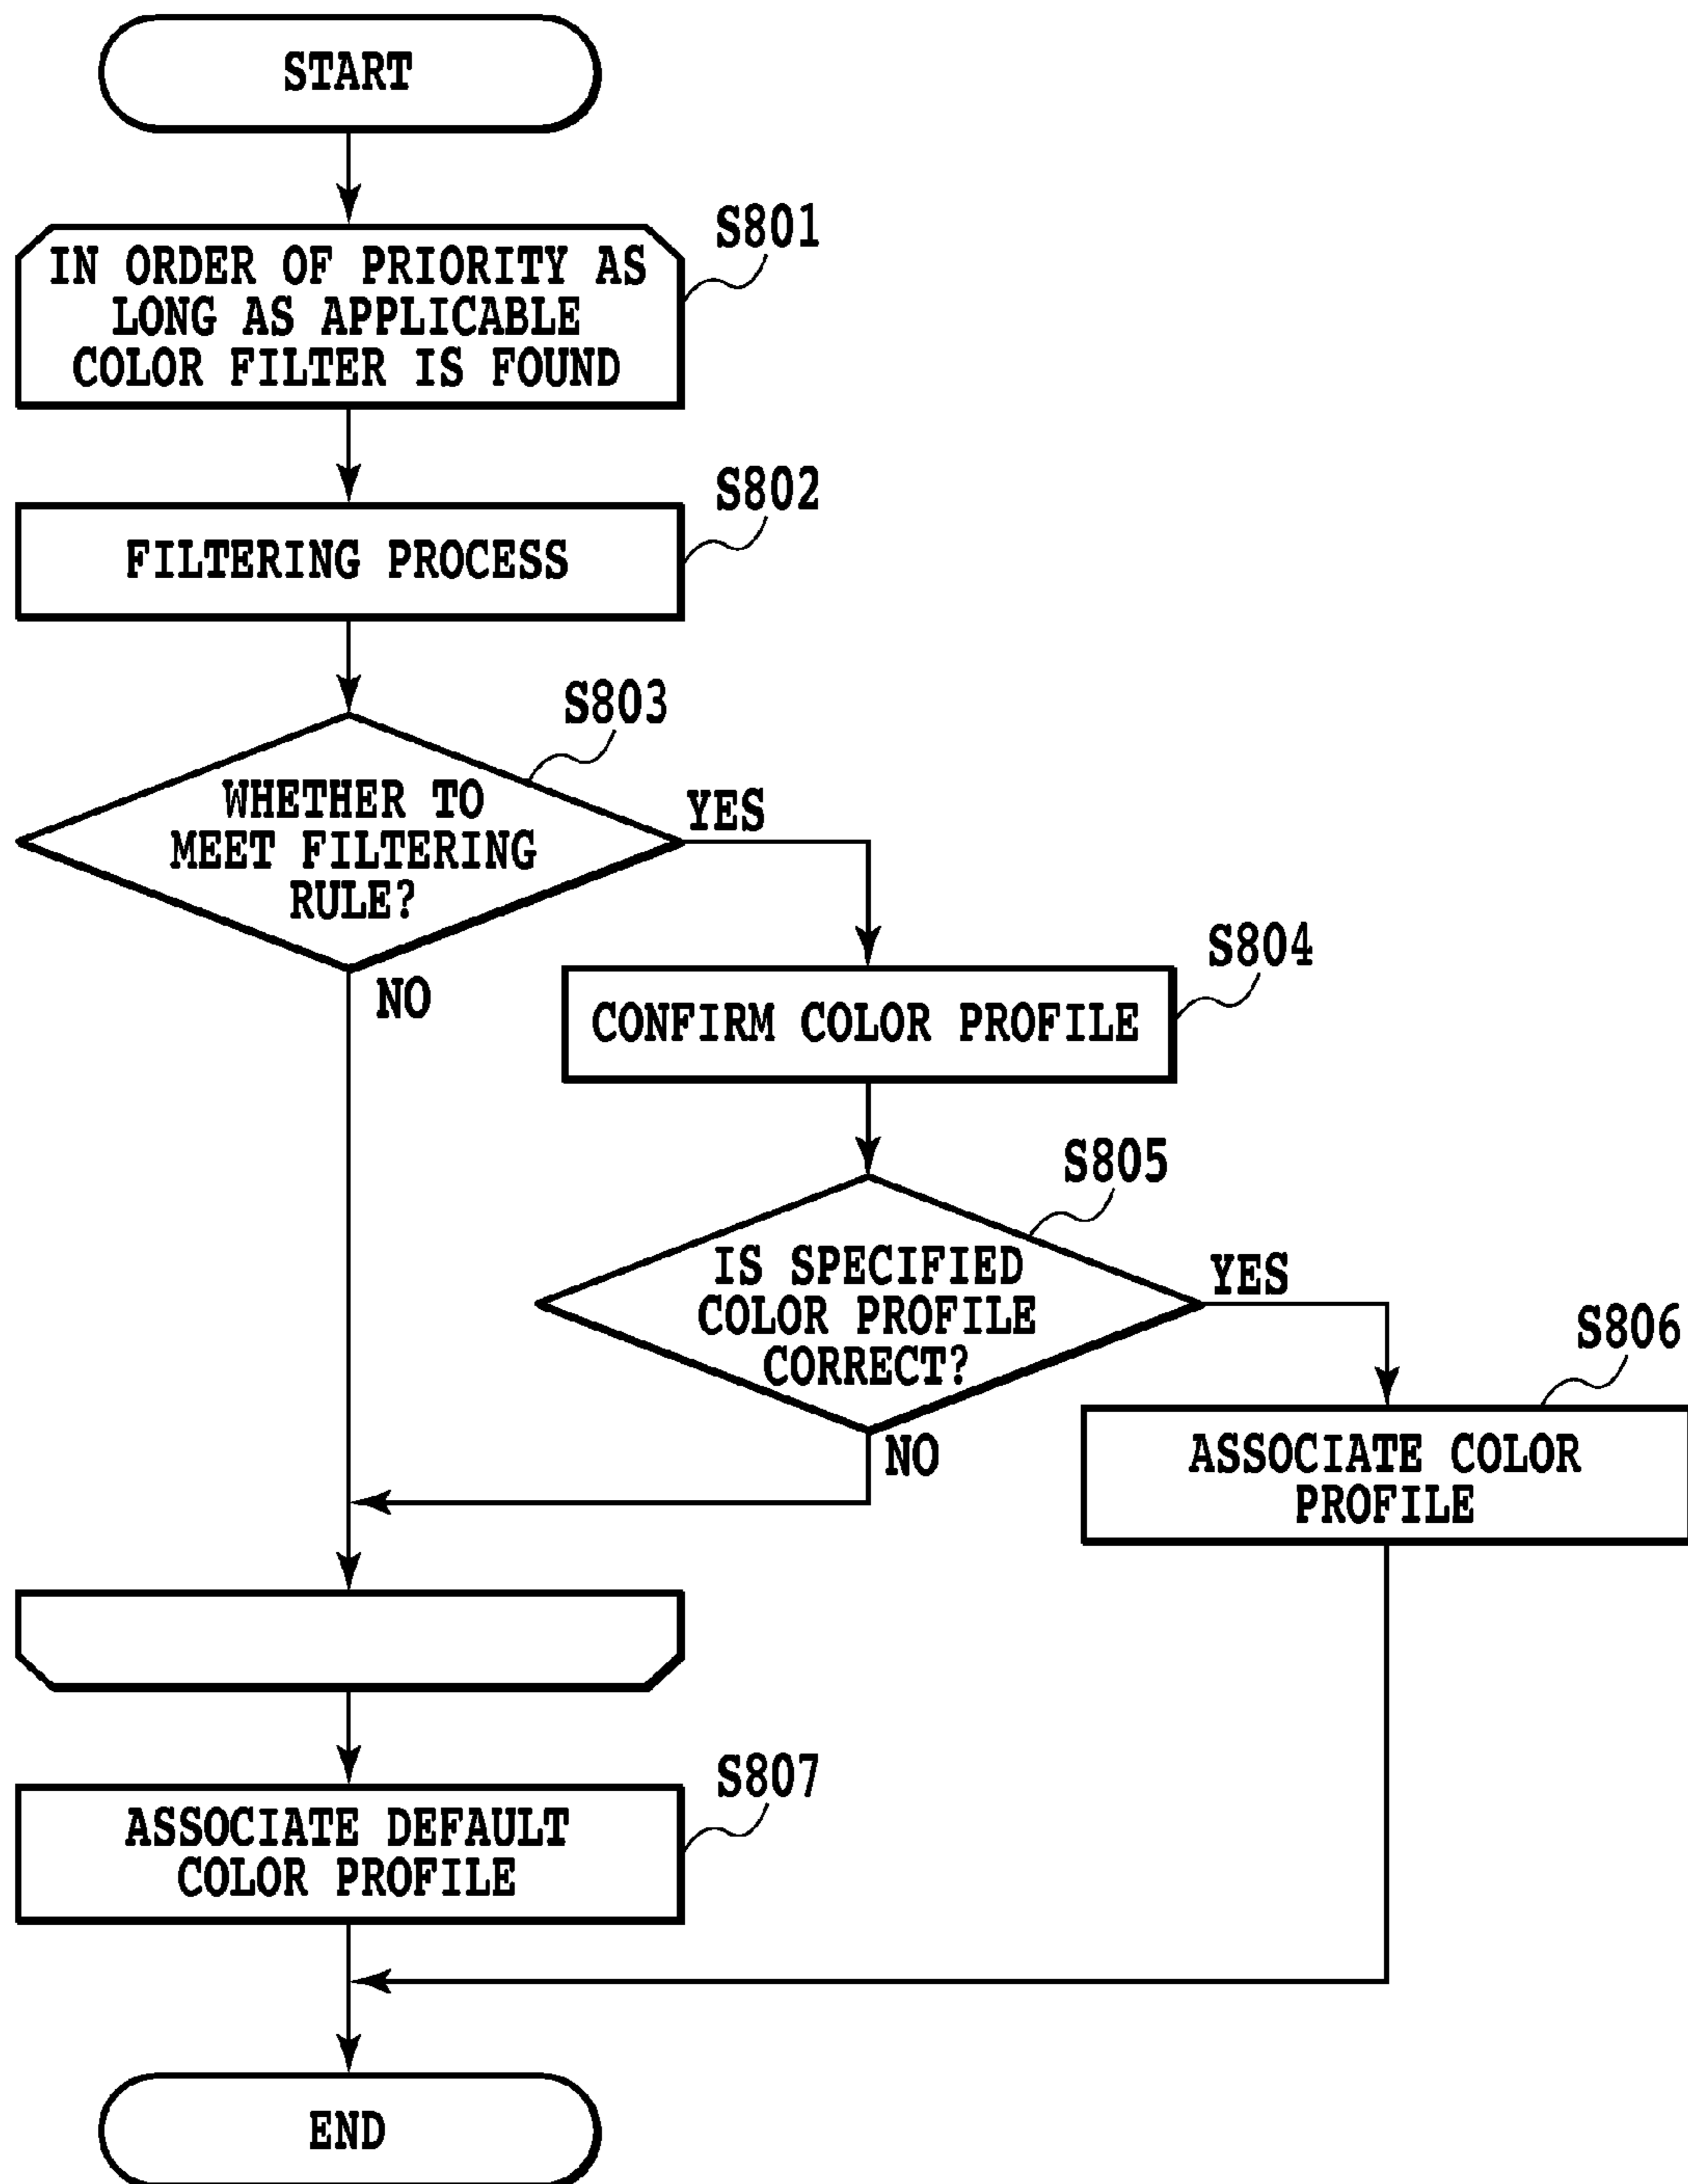 START
S801
IN ORDER OF PRIORITY AS
LONG AS APPLICABLE
COLOR FILTER IS FOUND
S802
FILTERING PROCESS
S803
WHETHER TO
MEET FILTERING
RULE?
YES
NO
S804
CONFIRM COLOR PROFILE
S805
IS SPECIFIED
COLOR PROFILE
CORRECT?
YES
NO
S806
ASSOCIATE COLOR
PROFILE
S807
ASSOCIATE DEFAULT
COLOR PROFILE
END